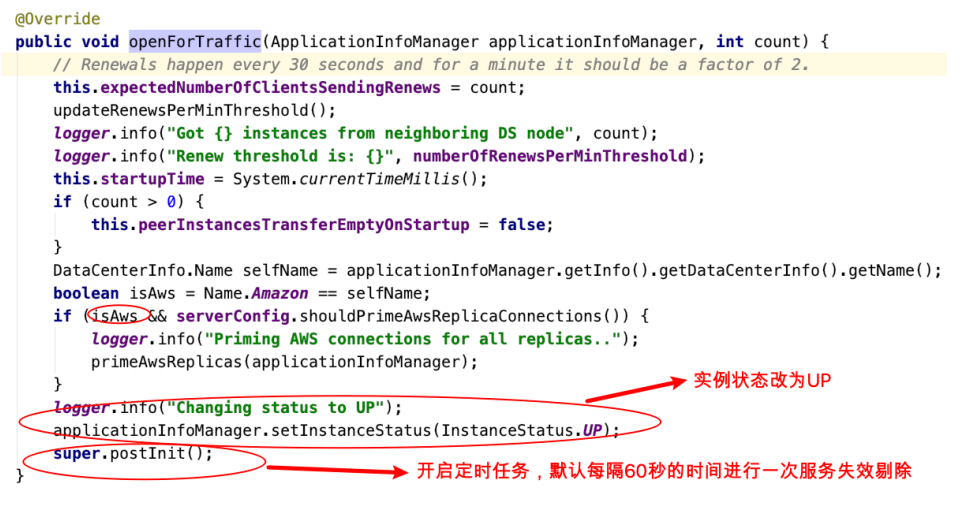 @Override
public void openForTraffic(ApplicationInfoManager applicationInfoManager, int count) {
// Renewals happen every 30 seconds and for a minute it should be a factor of 2.
this.expectedNumberOfClientsSendingRenews = count;
updateRenewsPerMinThreshold();
logger.info("Got {} instances from neighboring DS node", count);
logger.info("Renew threshold is: {}", numberOfRenewsPerMinThreshold);
this.startupTime = System.currentTimeMillis();
if (count > 0) {
this.peerInstancesTransferEmptyOnStartup = false;
}
DataCenterInfo.Name selfName = applicationInfoManager.getInfo().getDataCenterInfo().getName();
boolean isAws = Name.Amazon == selfName;
if (isAws && serverConfig.shouldPrimeAwsReplicaConnections()) {
logger.info("Priming AWS connections for all replicas..");
primeAwsReplicas(applicationInfoManager);
}
实例状态改为UP
logger.info("Changing status to UP");
applicationInfoManager.setInstanceStatus(InstanceStatus.UP);
super.postInit();
开启定时任务，默认每隔60秒的时间进行一次服务失效剔除
}